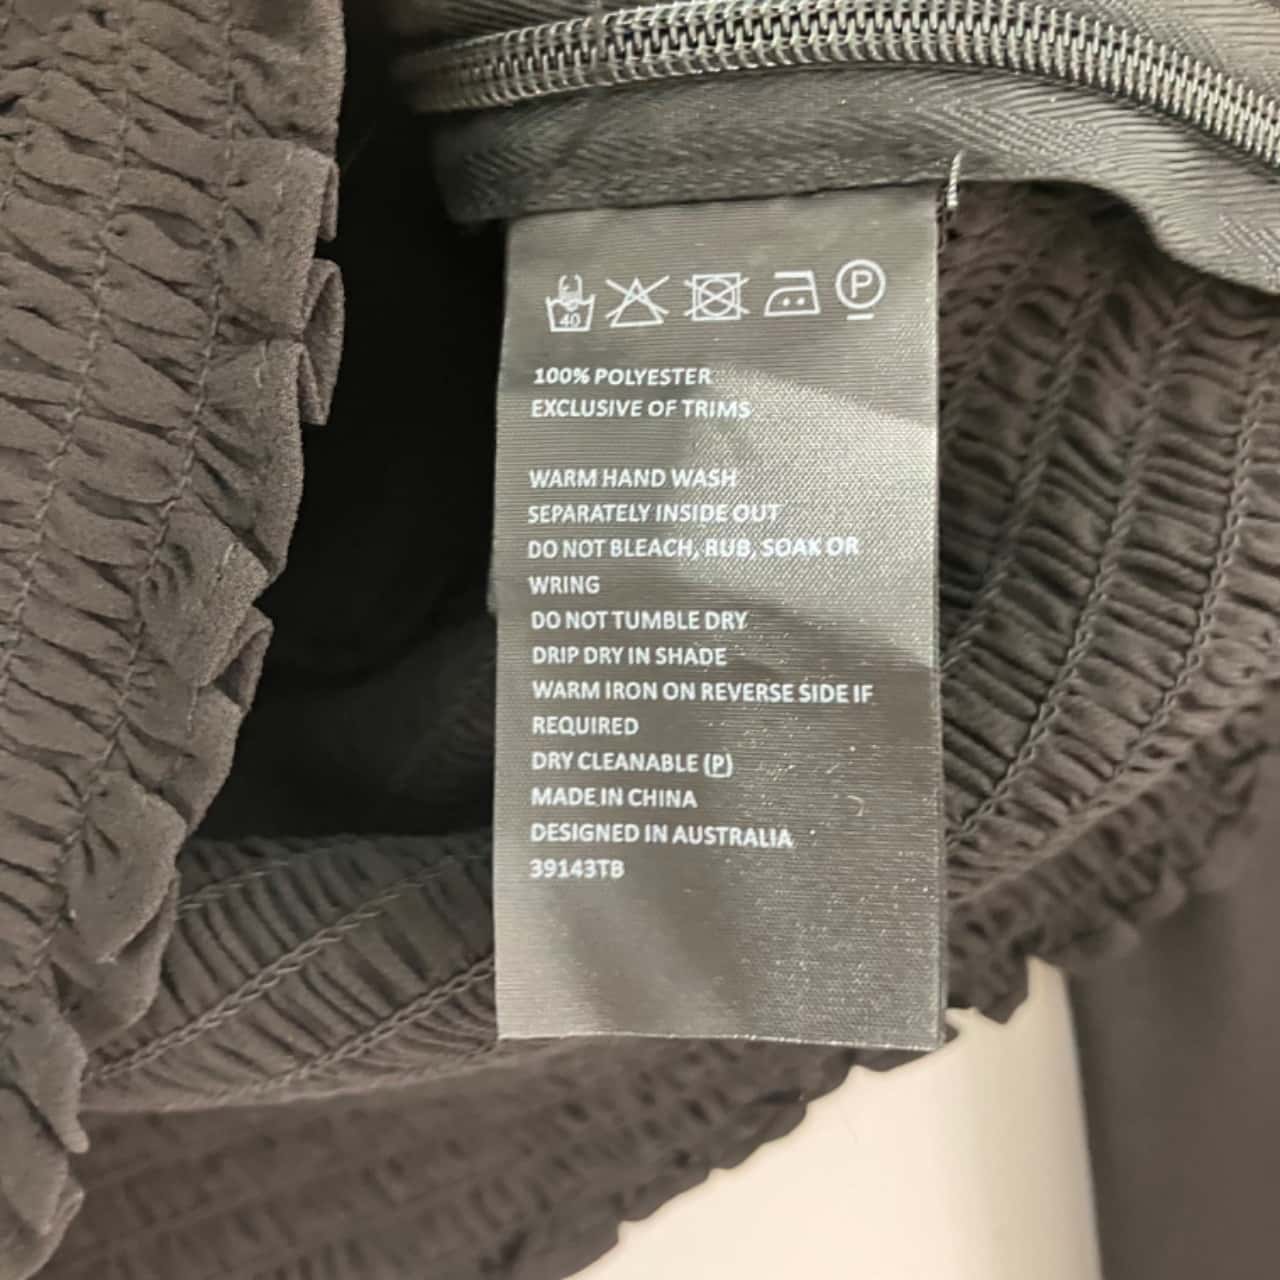 40 P
100% POLYESTER
EXCLUSIVE OF TRIMS
WARM HAND WASH
SEPARATELY INSIDE OUT
DO NOT BLEACH, RUB, SOAK OR
WRING
DO NOT TUMBLE DRY
DRIP DRY IN SHADE
WARM IRON ON REVERSE SIDE IF
REQUIRED
DRY CLEANABLE (P)
MADE IN CHINA
DESIGNED IN AUSTRALIA
39143TB